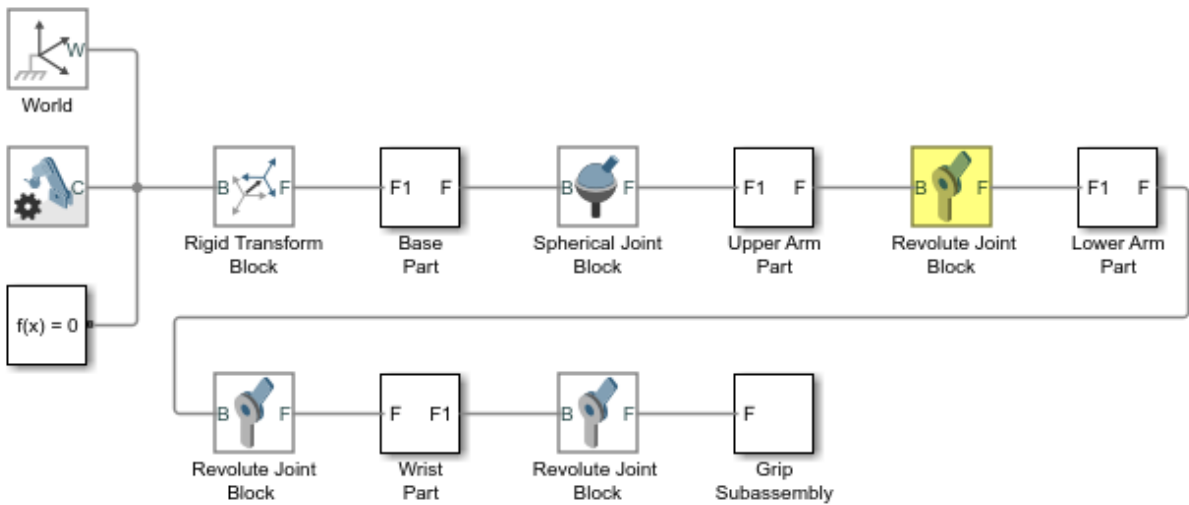 W
World
C
B F F1 F B F F1 F B F F1 F
Rigid Transform Base Spherical Joint Upper Arm Revolute Joint Lower Arm
Block Part Block Part Block Part
f(x) = 0
B F F F1 B F F
Revolute Joint Wrist Revolute Joint Grip
Block Part Block Subassembly